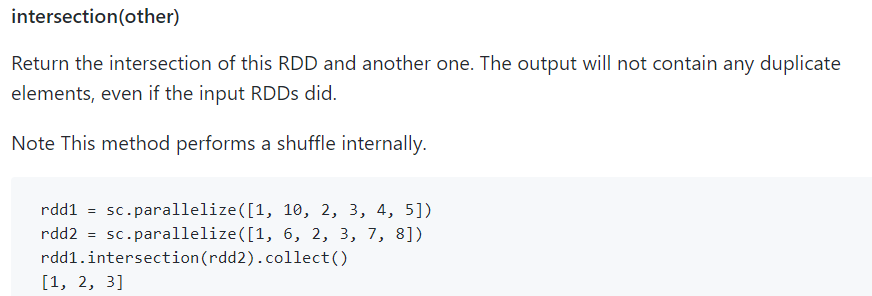 intersection(other)
Return the intersection of this RDD and another one. The output will not contain any duplicate
elements, even if the input RDDs did.
Note This method performs a shuffle internally.
rdd1 = sc.parallelize([1, 10, 2, 3, 4, 5])
rdd2 = sc.parallelize([1, 6, 2, 3, 7, 8])
rdd1.intersection(rdd2).collect()
[1, 2, 3]